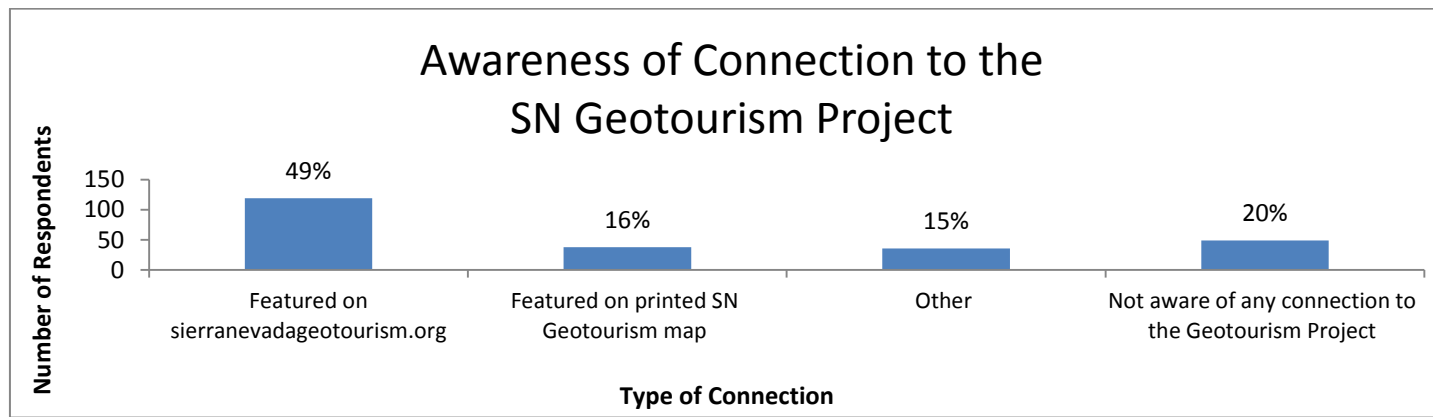 Awareness of Connection to the
SN Geotourism Project
Number of Respondents
150
100
50
0
49%
16%
15%
20%
Featured on
sierranevadageotourism.org
Featured on printed SN
Geotourism map
Other
Not aware of any connection to
the Geotourism Project
Type of Connection